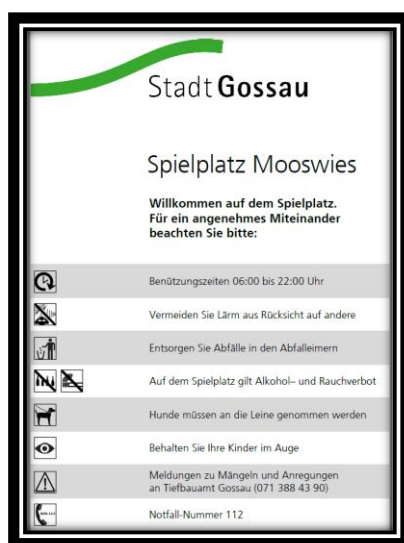 Stadt Gossau
Spielplatz Mooswies
Willkommen auf dem Spielplatz.
Für ein angenehmes Miteinander
beachten Sie bitte:
Benützungszeiten 06:00 bis 22:00 Uhr
Vermeiden Sie Lärm aus Rücksicht auf andere
Entsorgen Sie Abfälle in den Abfalleimern
Auf dem Spielplatz gilt Alkohol– und Rauchverbot
Hunde müssen an die Leine genommen werden
Behalten Sie Ihre Kinder im Auge
Meldungen zu Mängeln und Anregungen
an Tiefbauamt Gossau (071 388 43 90)
Notfall-Nummer 112